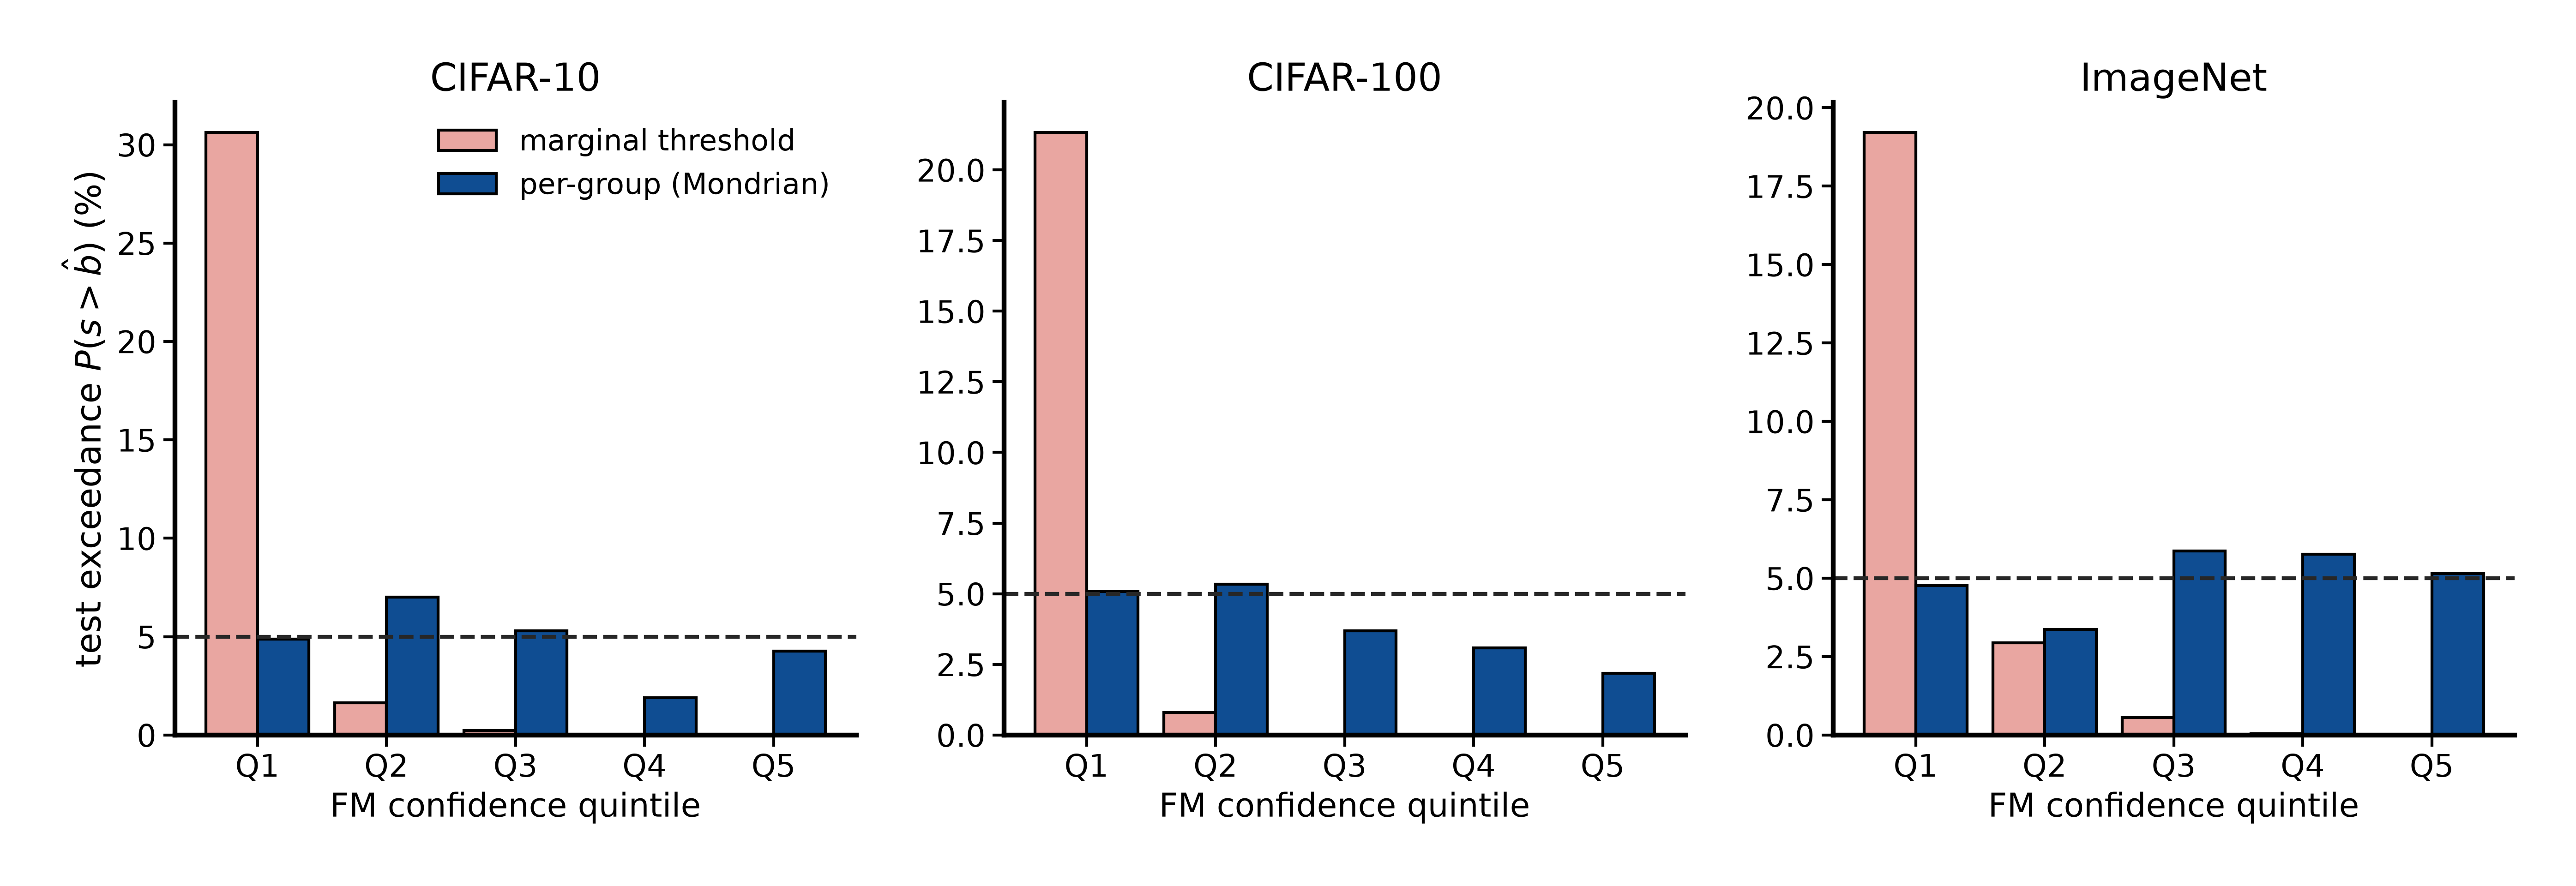 CIFAR-10
test exceedance P(s > b̂) (%)
30
25
20
15
10
5
0
marginal threshold
per-group (Mondrian)
Q1 Q2 Q3 Q4 Q5
FM confidence quintile
CIFAR-100
20.0
17.5
15.0
12.5
10.0
7.5
5.0
2.5
0.0
Q1 Q2 Q3 Q4 Q5
FM confidence quintile
ImageNet
20.0
17.5
15.0
12.5
10.0
7.5
5.0
2.5
0.0
Q1 Q2 Q3 Q4 Q5
FM confidence quintile